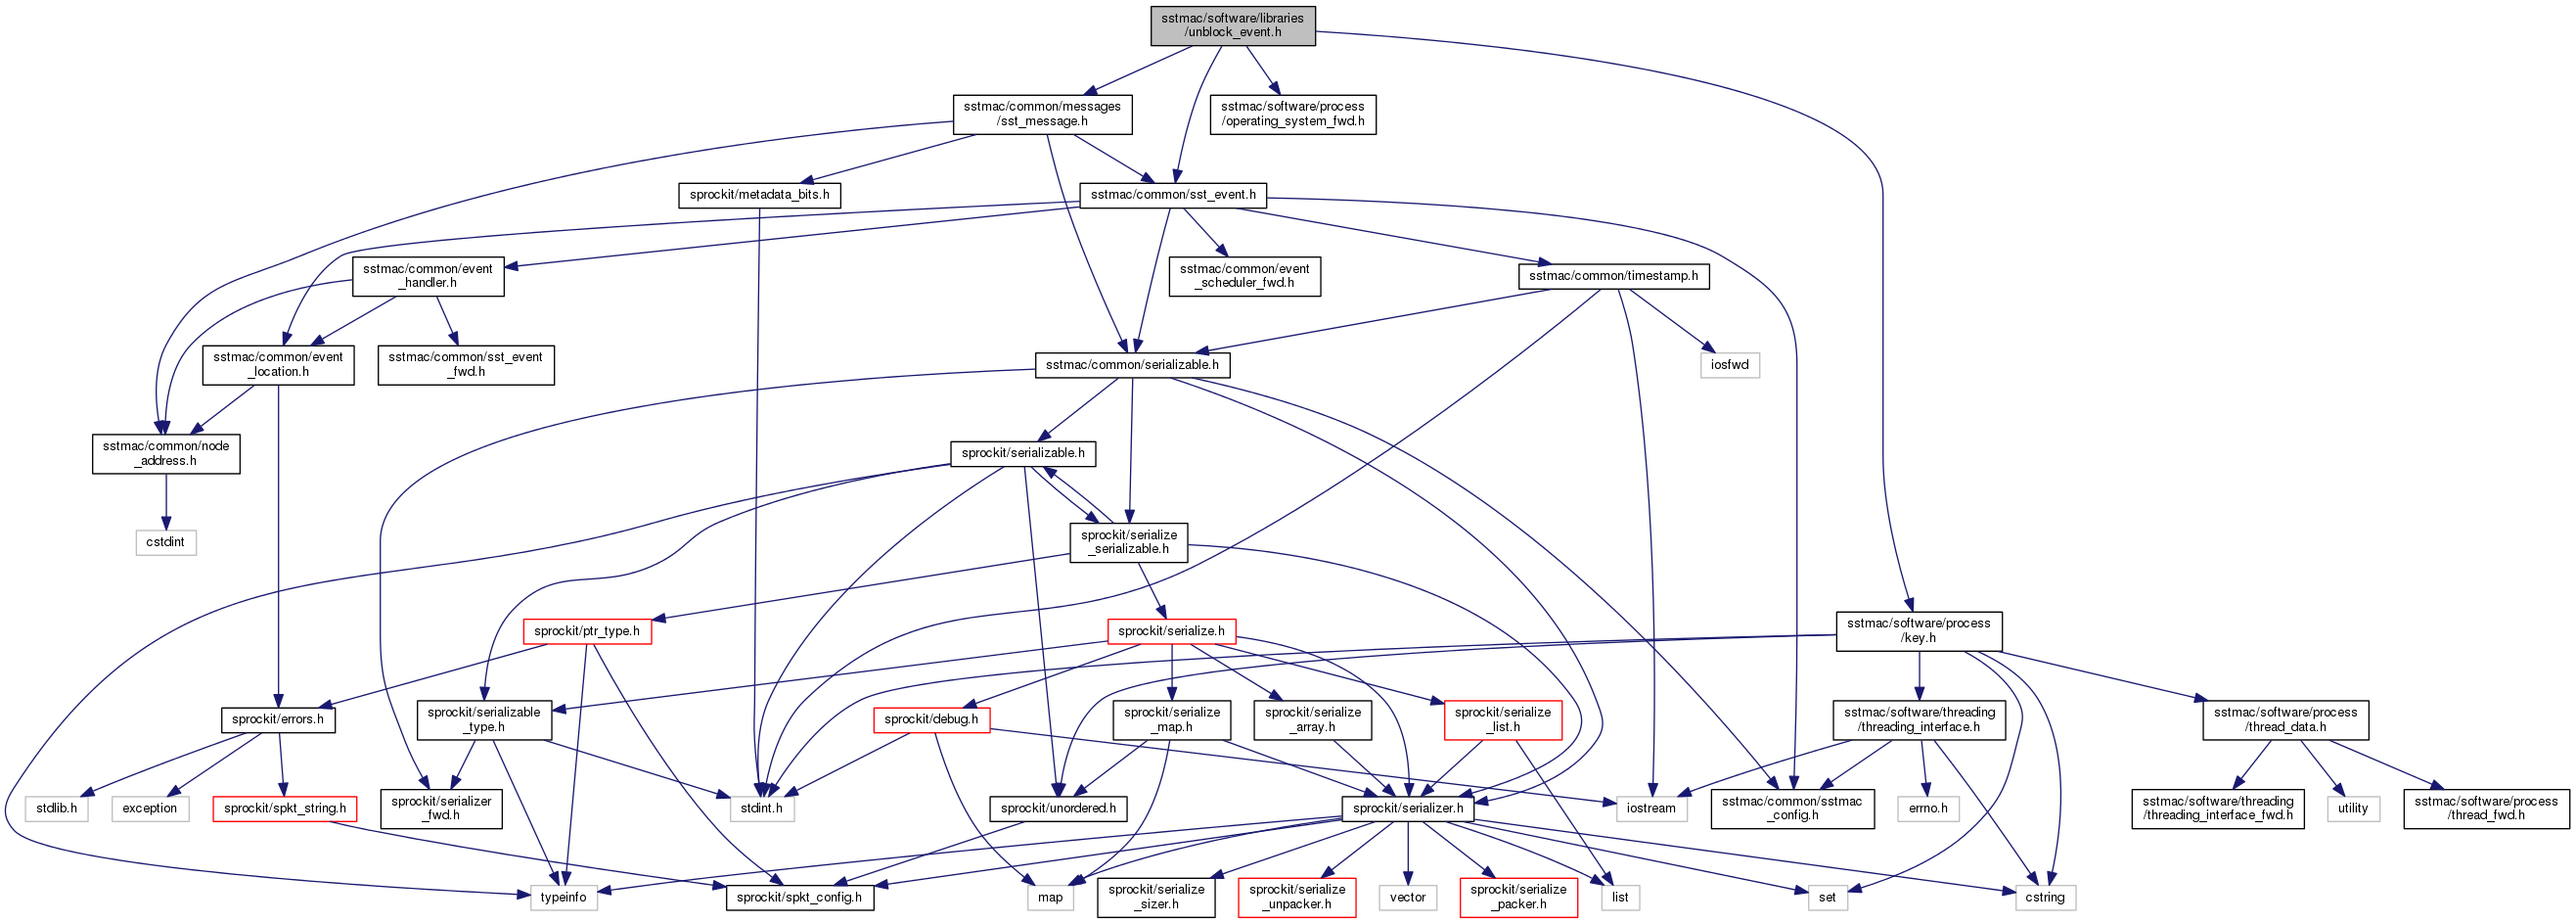 sstmac/software/libraries
/unblock_event.h
sstmac/common/messages
/sst_message.h
sstmac/software/process
/operating_system_fwd.h
sprockit/metadata_bits.h
sstmac/common/sst_event.h
sstmac/common/event
_handler.h
sstmac/common/event
_scheduler_fwd.h
sstmac/common/timestamp.h
sstmac/common/event
_location.h
sstmac/common/sst_event
_fwd.h
sstmac/common/serializable.h
iosfwd
sstmac/common/node
_address.h
sprockit/serializable.h
cstdint
sprockit/serialize
_serializable.h
sprockit/ptr_type.h
sprockit/serialize.h
sstmac/software/process
/key.h
sprockit/errors.h
sprockit/serializable
_type.h
sprockit/debug.h
sprockit/serialize
_map.h
sprockit/serialize
_array.h
sprockit/serialize
_list.h
sstmac/software/threading
/threading_interface.h
sstmac/software/process
/thread_data.h
stdlib.h
exception
sprockit/spkt_string.h
sprockit/serializer
_fwd.h
stdint.h
sprockit/unordered.h
sprockit/serializer.h
iostream
sstmac/common/sstmac
_config.h
errno.h
sstmac/software/threading
/threading_interface_fwd.h
utility
sstmac/software/process
/thread_fwd.h
typeinfo
sprockit/spkt_config.h
map
sprockit/serialize
_sizer.h
sprockit/serialize
_unpacker.h
vector
sprockit/serialize
_packer.h
list
set
cstring